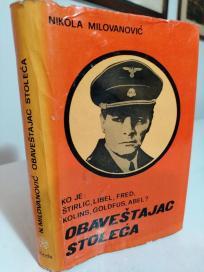 NIKOLA MILOVANOVIĆ
KO JE
ŠTIRLIC, LIBEL, FRED,
KOLINS, GOLDFUS, ABEL?
OBAVEŠTAJAC
STOLEĆA
N. MILOVANOVIĆ OBAVEŠTAJAC STOLEĆA